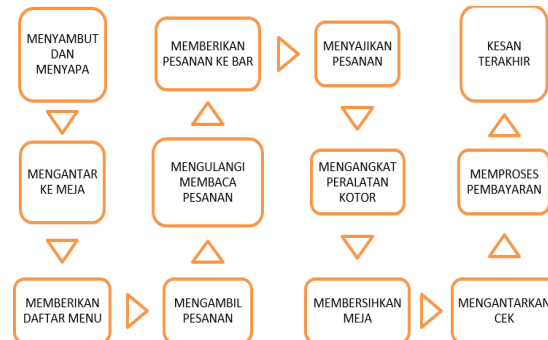 MENYAMBUT
DAN
MENYAPA
MENGANTAR
KE MEJA
MEMBERIKAN
DAFTAR MENU
MENGAMBIL
PESANAN
MENGULANGI
MEMBACA
PESANAN
MEMBERIKAN
PESANAN KE BAR
MENYAJIKAN
PESANAN
MENGANGKAT
PERALATAN
KOTOR
MEMBERSIHKAN
MEJA
MENGANTARKAN
CEK
MEMPROSES
PEMBAYARAN
KESAN
TERAKHIR